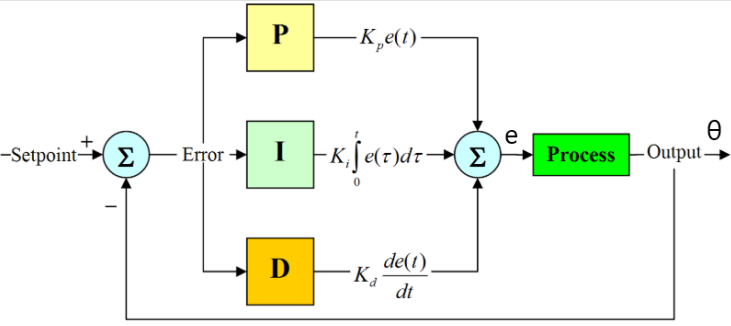 P
K_p e(t)
Setpoint
+
Σ
Error
I
K_i ∫_0^t e(τ)dτ
Σ
e
Process
Output
θ
−
D
K_d de(t)/dt